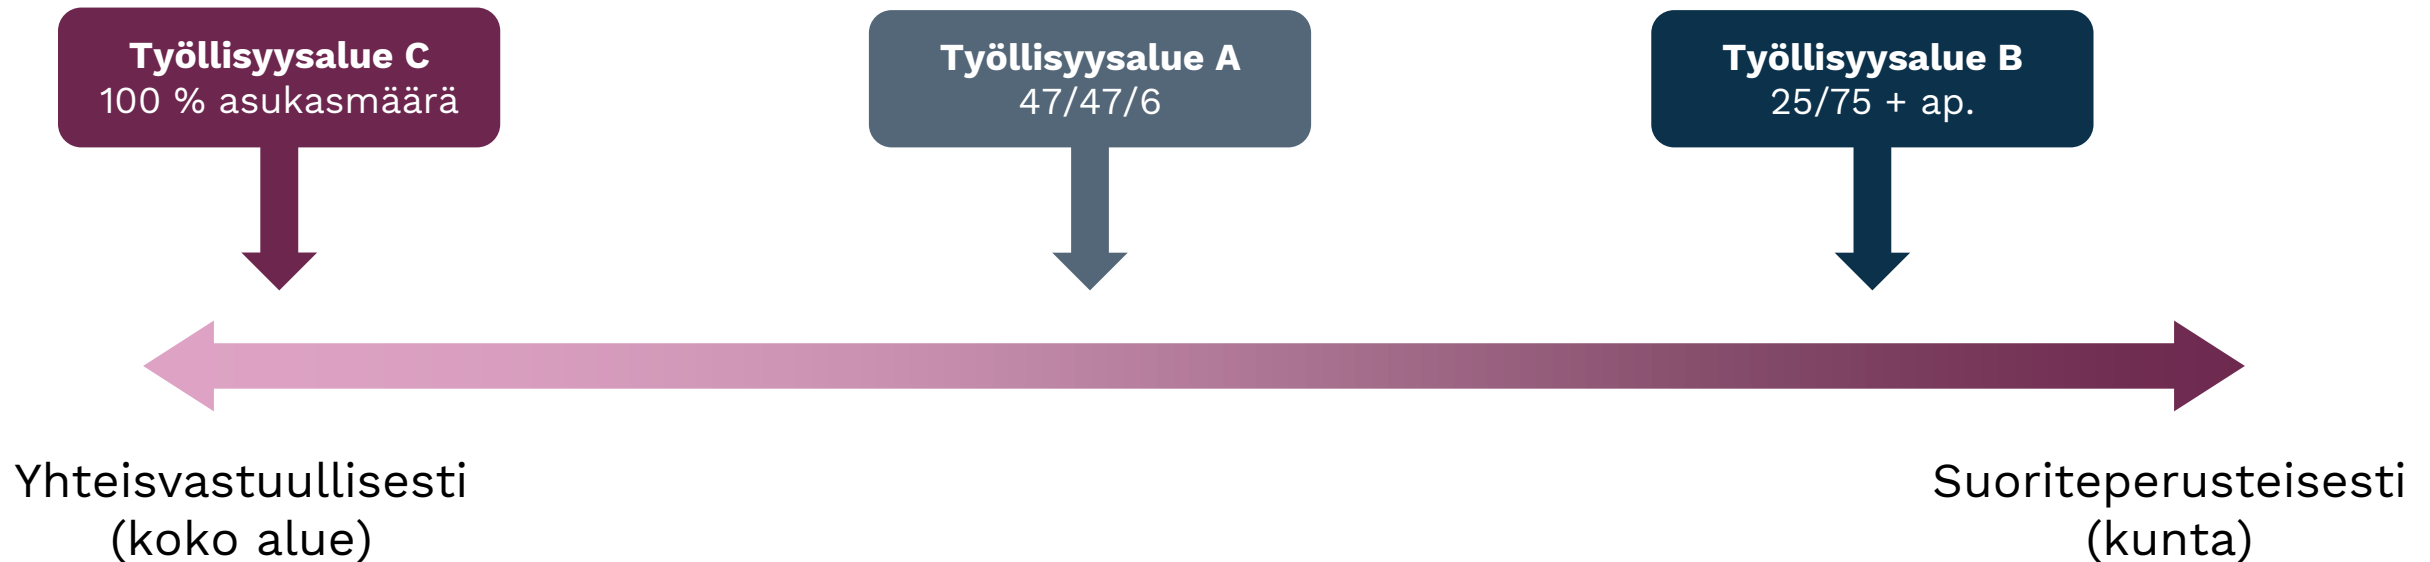 Työllisyysalue C
100 % asukasmäärä
Työllisyysalue A
47/47/6
Työllisyysalue B
25/75 + ap.
Yhteisvastuullisesti
(koko alue)
Suoriteperusteisesti
(kunta)